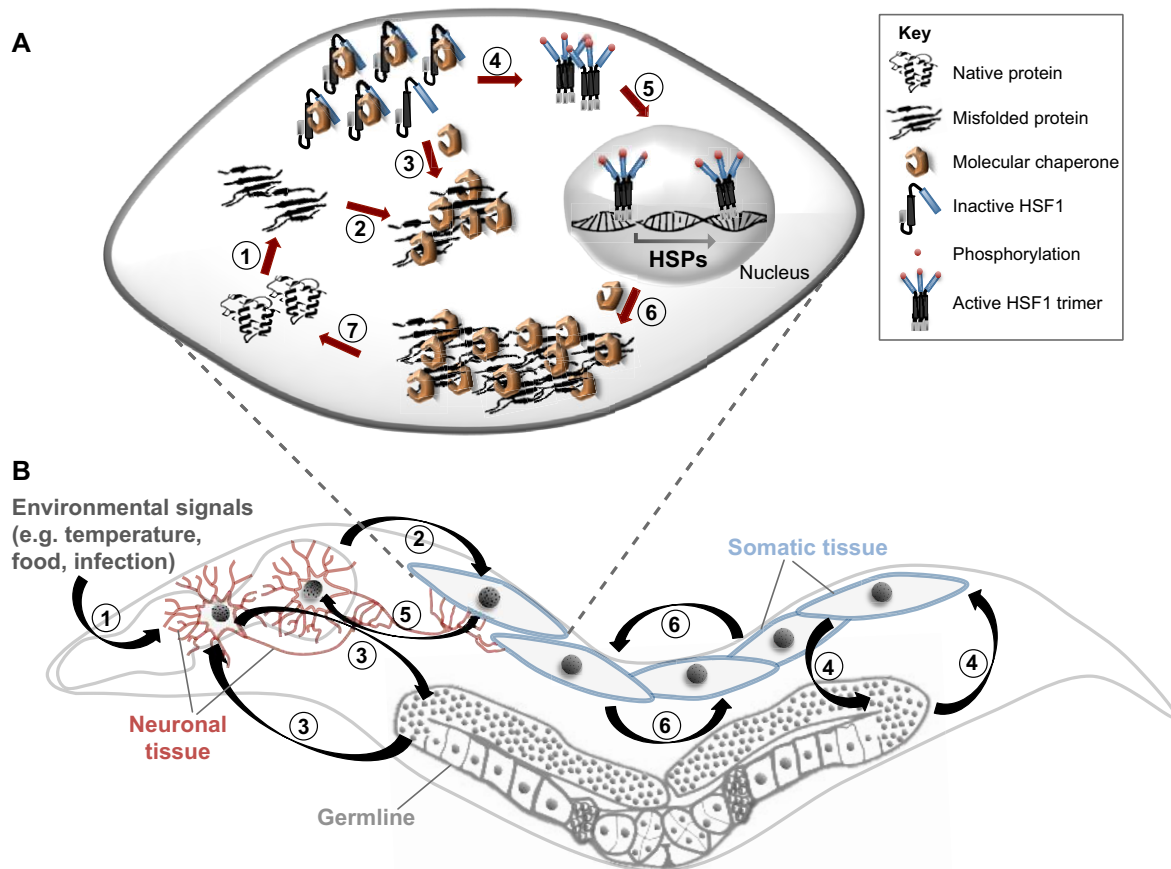 A
1
2
3
4
5
6
7
HSPs
Nucleus
Key
Native protein
Misfolded protein
Molecular chaperone
Inactive HSF1
Phosphorylation
Active HSF1 trimer
B
Environmental signals
(e.g. temperature,
food, infection)
1
2
3
3
5
Neuronal
tissue
Germline
Somatic tissue
6
6
4
4